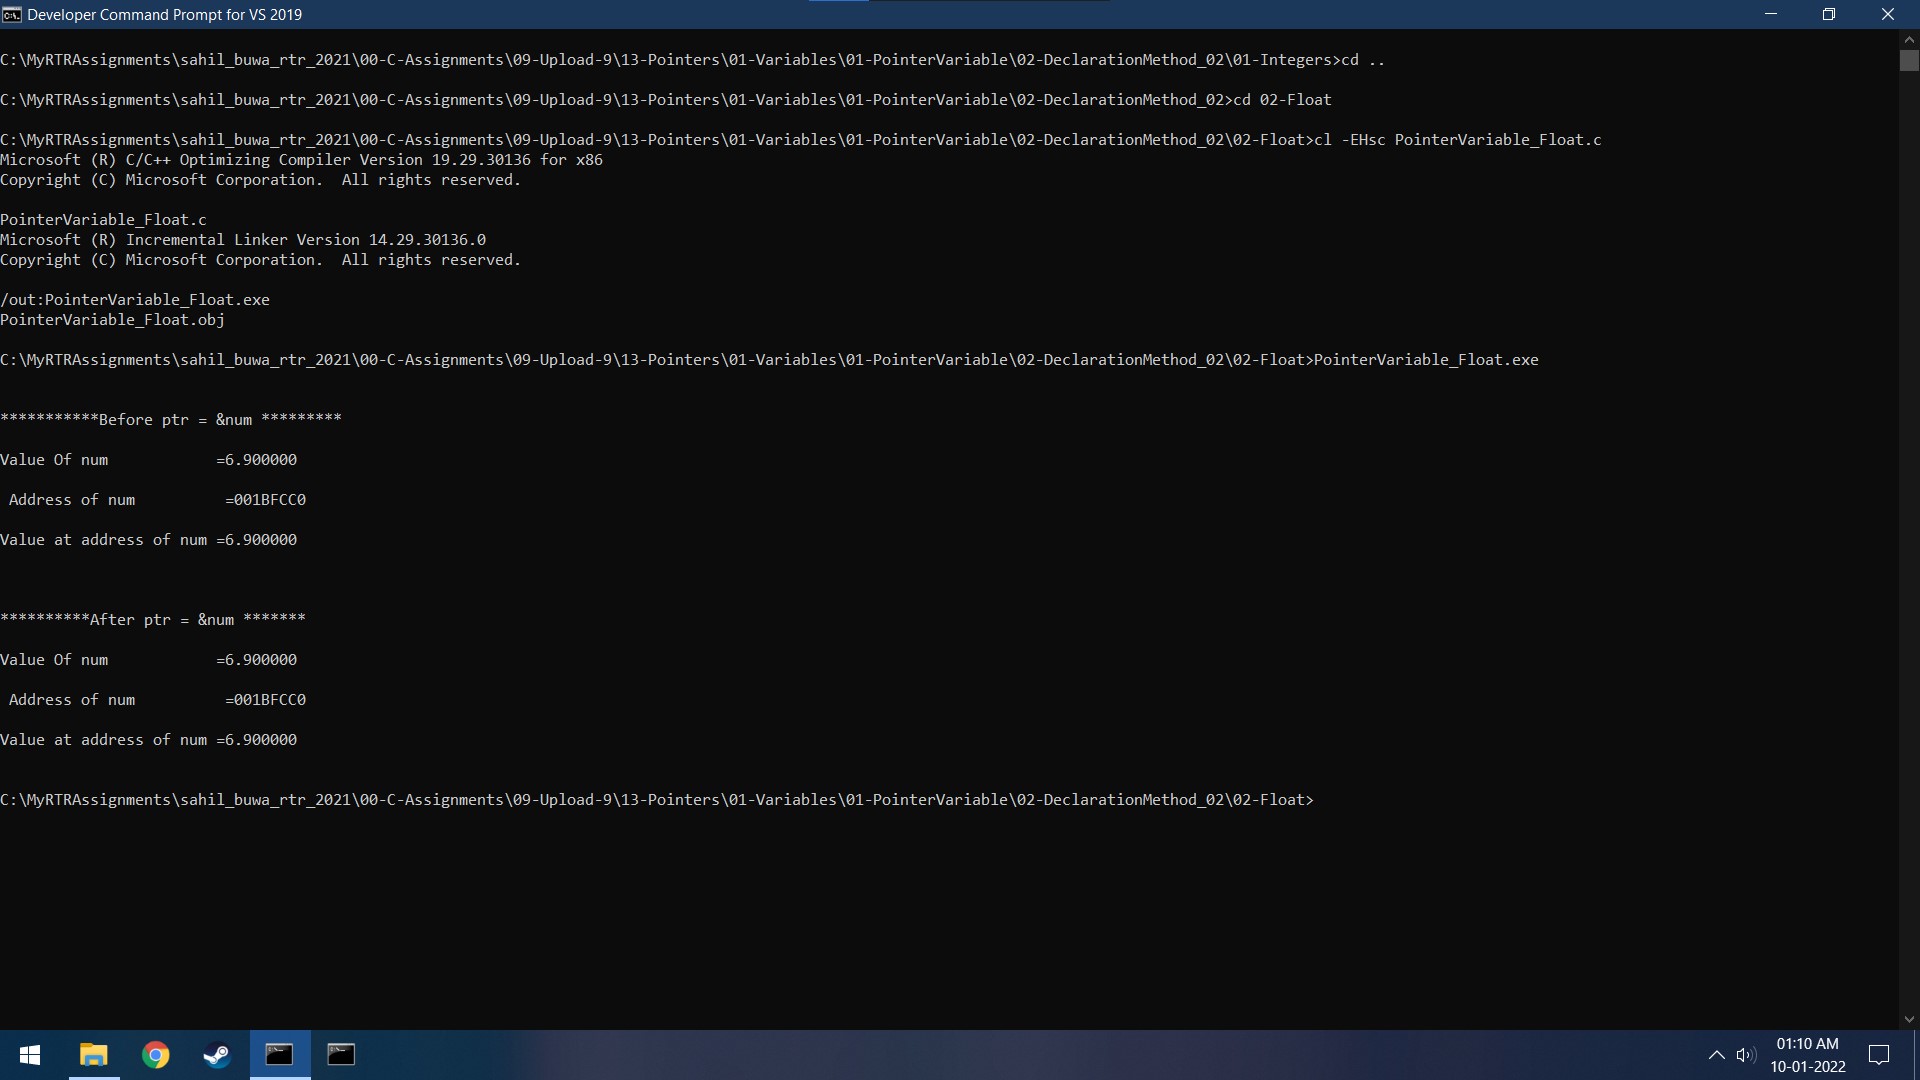 Developer Command Prompt for VS 2019
C:\MyRTRAssignments\sahil_buwa_rtr_2021\00-C-Assignments\09-Upload-9\13-Pointers\01-Variables\01-PointerVariable\02-DeclarationMethod_02\01-Integers>cd ..
C:\MyRTRAssignments\sahil_buwa_rtr_2021\00-C-Assignments\09-Upload-9\13-Pointers\01-Variables\01-PointerVariable\02-DeclarationMethod_02>cd 02-Float
C:\MyRTRAssignments\sahil_buwa_rtr_2021\00-C-Assignments\09-Upload-9\13-Pointers\01-Variables\01-PointerVariable\02-DeclarationMethod_02\02-Float>cl -EHsc PointerVariable_Float.c
Microsoft (R) C/C++ Optimizing Compiler Version 19.29.30136 for x86
Copyright (C) Microsoft Corporation.  All rights reserved.
PointerVariable_Float.c
Microsoft (R) Incremental Linker Version 14.29.30136.0
Copyright (C) Microsoft Corporation.  All rights reserved.
/out:PointerVariable_Float.exe
PointerVariable_Float.obj
C:\MyRTRAssignments\sahil_buwa_rtr_2021\00-C-Assignments\09-Upload-9\13-Pointers\01-Variables\01-PointerVariable\02-DeclarationMethod_02\02-Float>PointerVariable_Float.exe
***********Before ptr = &num *********
Value Of num            =6.900000
 Address of num          =001BFCC0
Value at address of num =6.900000
**********After ptr = &num *******
Value Of num            =6.900000
 Address of num          =001BFCC0
Value at address of num =6.900000
C:\MyRTRAssignments\sahil_buwa_rtr_2021\00-C-Assignments\09-Upload-9\13-Pointers\01-Variables\01-PointerVariable\02-DeclarationMethod_02\02-Float>
01:10 AM
10-01-2022